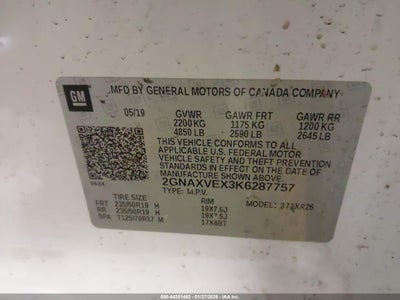 GM
MFD BY GENERAL MOTORS OF CANADA COMPANY
05/19 GVWR GAWR FRT GAWR RR
2200 KG 1175 KG 1200 KG
4850 LB 2590 LB 2645 LB
THIS VEHICLE CONFORMS TO ALL
APPLICABLE U.S. FEDERAL MOTOR
VEHICLE SAFETY AND THEFT
PREVENTION STANDARDS IN EFFECT
ON THE DATE OF MANUFACTURE
SHOWN ABOVE.
2GNAXVEX3K6287757
TYPE: M.P.V. MODEL:
TIRE SIZE RIM
FRT 235/50R19 H 19X7.5J
RR 235/50R19 H 19X7.5J
SPA T125/70R17 M 17X4BT